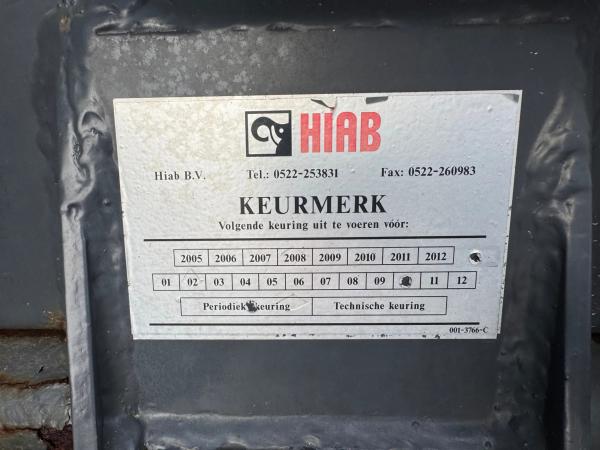 HIAB
Hiab B.V. Tel.: 0522-253831 Fax: 0522-260983
KEURMERK
Volgende keuring uit te voeren vóór:
2005 2006 2007 2008 2009 2010 2011 2012
01 02 03 04 05 06 07 08 09 11 12
Periodiek keuring Technische keuring
001-3766-C